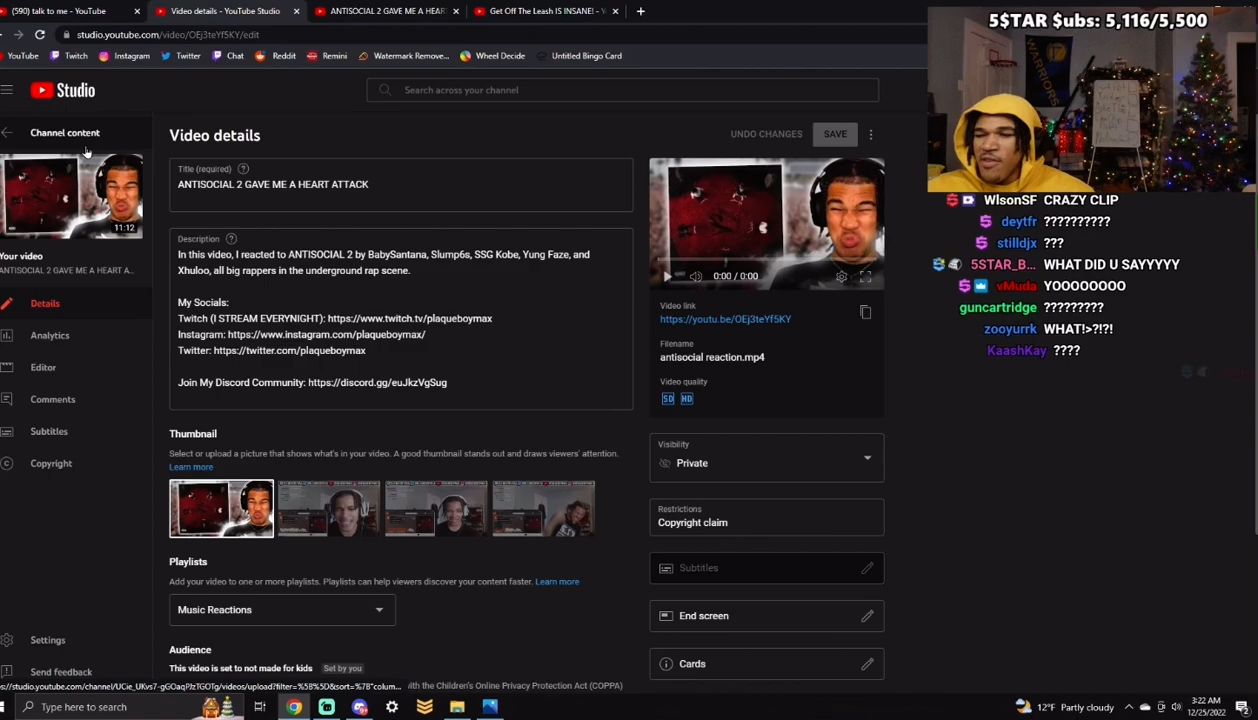 (590) talk to me - YouTube
Video details - YouTube Studio
ANTISOCIAL 2 GAVE ME A HEAR
Get Off The Leash IS INSANE! -
studio.youtube.com/video/OEj3teYf5KY/edit
YouTube
Twitch
Instagram
Twitter
Chat
Reddit
Remini
Watermark Remove...
Wheel Decide
Untitled Bingo Card
5$TAR $ubs: 5,116/5,500
WARRIORS
Studio
Search across your channel
Channel content
11:12
Your video
ANTISOCIAL 2 GAVE ME A HEART A...
Details
Analytics
Editor
Comments
Subtitles
Copyright
Settings
Send feedback
Video details
UNDO CHANGES
SAVE
Title (required)
ANTISOCIAL 2 GAVE ME A HEART ATTACK
Description
In this video, I reacted to ANTISOCIAL 2 by BabySantana, Slump6s, SSG Kobe, Yung Faze, and
Xhuloo, all big rappers in the underground rap scene.
My Socials:
Twitch (I STREAM EVERYNIGHT): https://www.twitch.tv/plaqueboymax
Instagram: https://www.instagram.com/plaqueboymax/
Twitter: https://twitter.com/plaqueboymax
Join My Discord Community: https://discord.gg/euJkzVgSug
Thumbnail
Select or upload a picture that shows what's in your video. A good thumbnail stands out and draws viewers' attention.
Learn more
Playlists
Add your video to one or more playlists. Playlists can help viewers discover your content faster. Learn more
Music Reactions
Audience
This video is set to not made for kids Set by you
with the Children's Online Privacy Protection Act (COPPA)
0:00 / 0:00
Video link
https://youtu.be/OEj3teYf5KY
Filename
antisocial reaction.mp4
Video quality
SD HD
Visibility
Private
Restrictions
Copyright claim
Subtitles
End screen
Cards
WlsonSF CRAZY CLIP
deytfr ??????????
stilldjx ???
5STAR_B... WHAT DID U SAYYYYY
vMuda YOOOOOOOO
guncartridge ?????????
zooyurrk WHAT!>?!?!
KaashKay ????
Type here to search
12°F Partly cloudy
3:22 AM
12/25/2022